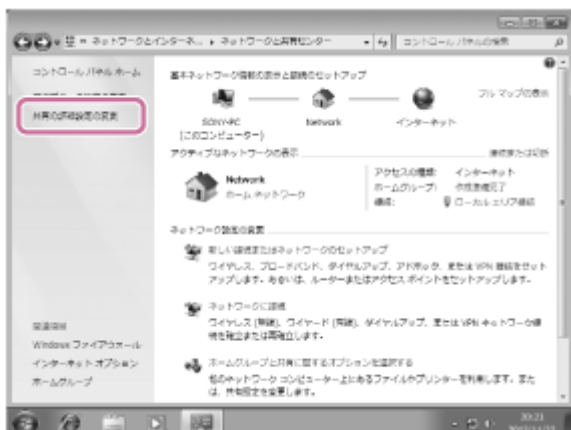 ネットワークとインターネ... ▸ ネットワークと共有センター
コントロール パネルの検索
コントロール パネル ホーム
共有の詳細設定の変更
基本ネットワーク情報の表示と接続のセットアップ
フル マップの表示
SONY-PC
(このコンピューター)
Network
インターネット
アクティブなネットワークの表示
接続または切断
Network
ホーム ネットワーク
アクセスの種類: インターネット
ホームグループ: 作成準備完了
接続: ローカル エリア接続
ネットワーク設定の変更
新しい接続またはネットワークのセットアップ
ワイヤレス、ブロードバンド、ダイヤルアップ、アドホック、または VPN 接続をセット
アップします。あるいは、ルーターまたはアクセス ポイントをセットアップします。
ネットワークに接続
ワイヤレス (無線)、ワイヤード (有線)、ダイヤルアップ、または VPN ネットワーク接
続を確立または再確立します。
ホームグループと共有に関するオプションを選択する
他のネットワーク コンピューター上にあるファイルやプリンターを利用します。また
は、共有設定を変更します。
関連項目
Windows ファイアウォール
インターネット オプション
ホームグループ
20:21